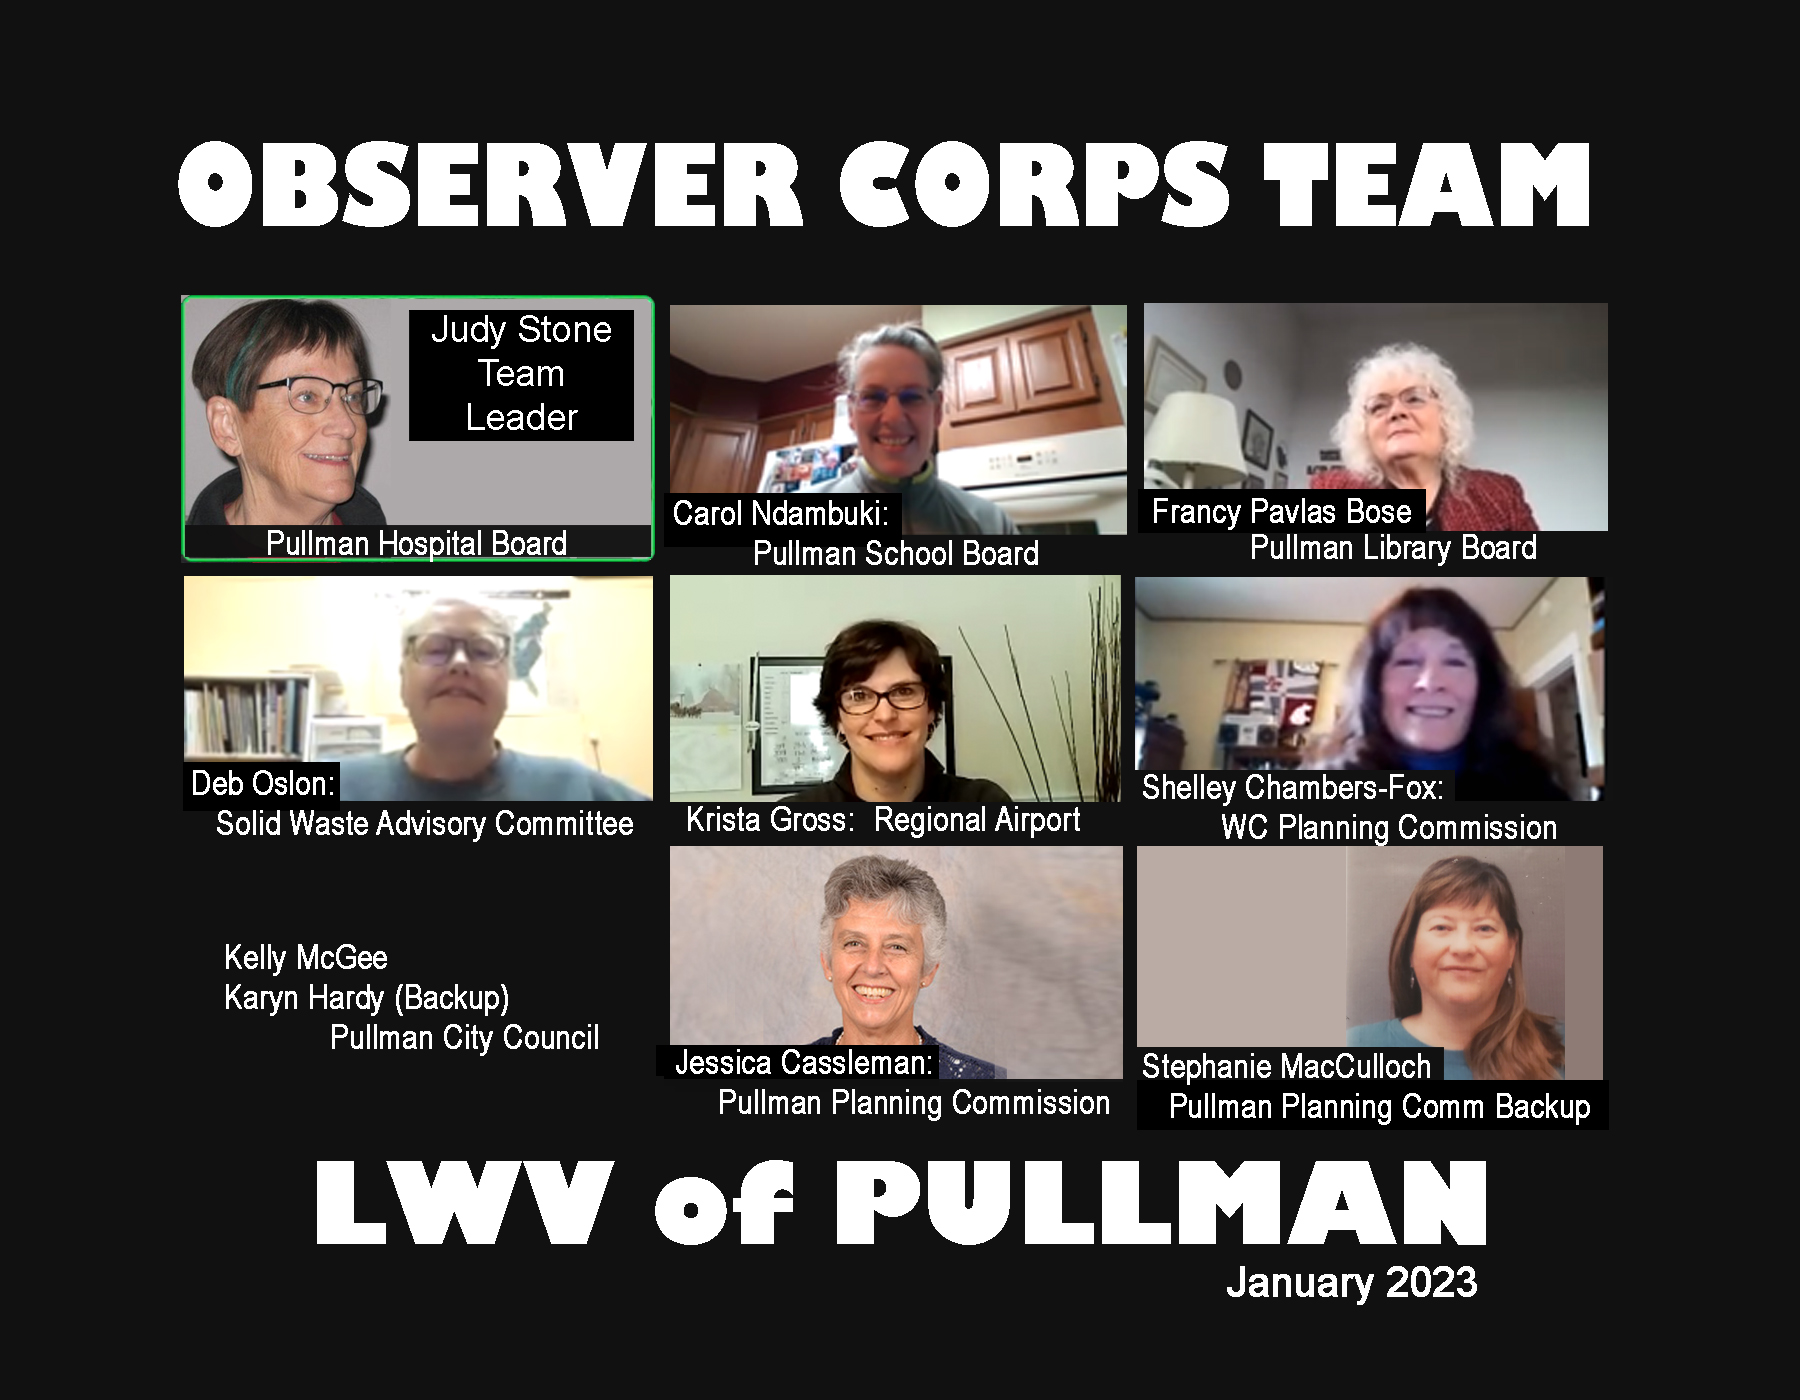 OBSERVER CORPS TEAM
Judy Stone
Team
Leader
Pullman Hospital Board
Carol Ndambuki:
Pullman School Board
Francy Pavlas Bose
Pullman Library Board
Deb Oslon:
Solid Waste Advisory Committee
Krista Gross: Regional Airport
Shelley Chambers-Fox:
WC Planning Commission
Kelly McGee
Karyn Hardy (Backup)
Pullman City Council
Jessica Cassleman:
Pullman Planning Commission
Stephanie MacCulloch
Pullman Planning Comm Backup
LWV of PULLMAN
January 2023